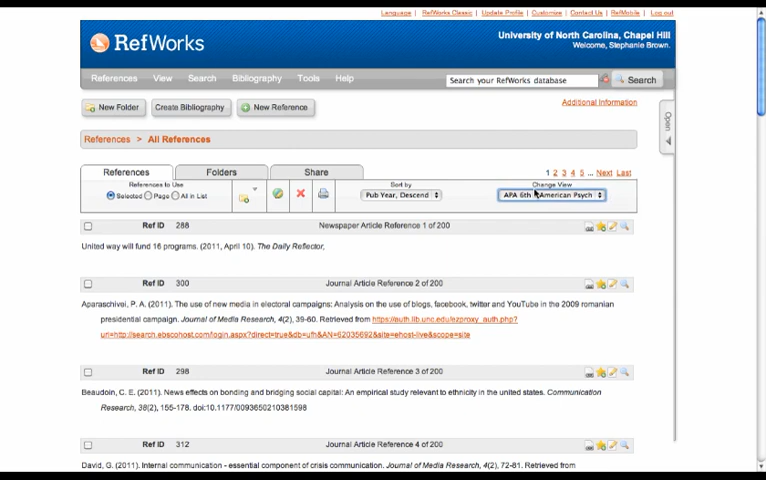 Language | RefWorks Classic | Update Profile | Customize | Contact Us | RefMobile | Log out
RefWorks
University of North Carolina, Chapel Hill
Welcome, Stephanie Brown.
References View Search Bibliography Tools Help
Search your RefWorks database Search
New Folder Create Bibliography New Reference
Additional Information
Open
References > All References
References Folders Share
1 2 3 4 5 ... Next Last
References to Use Sort by Change View
Selected Page All in List Pub Year, Descend APA 6th - American Psych
Ref ID 288 Newspaper Article Reference 1 of 200
United way will fund 16 programs. (2011, April 10). The Daily Reflector,
Ref ID 300 Journal Article Reference 2 of 200
Aparaschivei, P. A. (2011). The use of new media in electoral campaigns: Analysis on the use of blogs, facebook, twitter and YouTube in the 2009 romanian
presidential campaign. Journal of Media Research, 4(2), 39-60. Retrieved from https://auth.lib.unc.edu/ezproxy_auth.php?
url=http://search.ebscohost.com/login.aspx?direct=true&db=ufh&AN=62035692&site=ehost-live&scope=site
Ref ID 298 Journal Article Reference 3 of 200
Beaudoin, C. E. (2011). News effects on bonding and bridging social capital: An empirical study relevant to ethnicity in the united states. Communication
Research, 38(2), 155-178. doi:10.1177/0093650210381598
Ref ID 312 Journal Article Reference 4 of 200
David, G. (2011). Internal communication - essential component of crisis communication. Journal of Media Research, 4(2), 72-81. Retrieved from